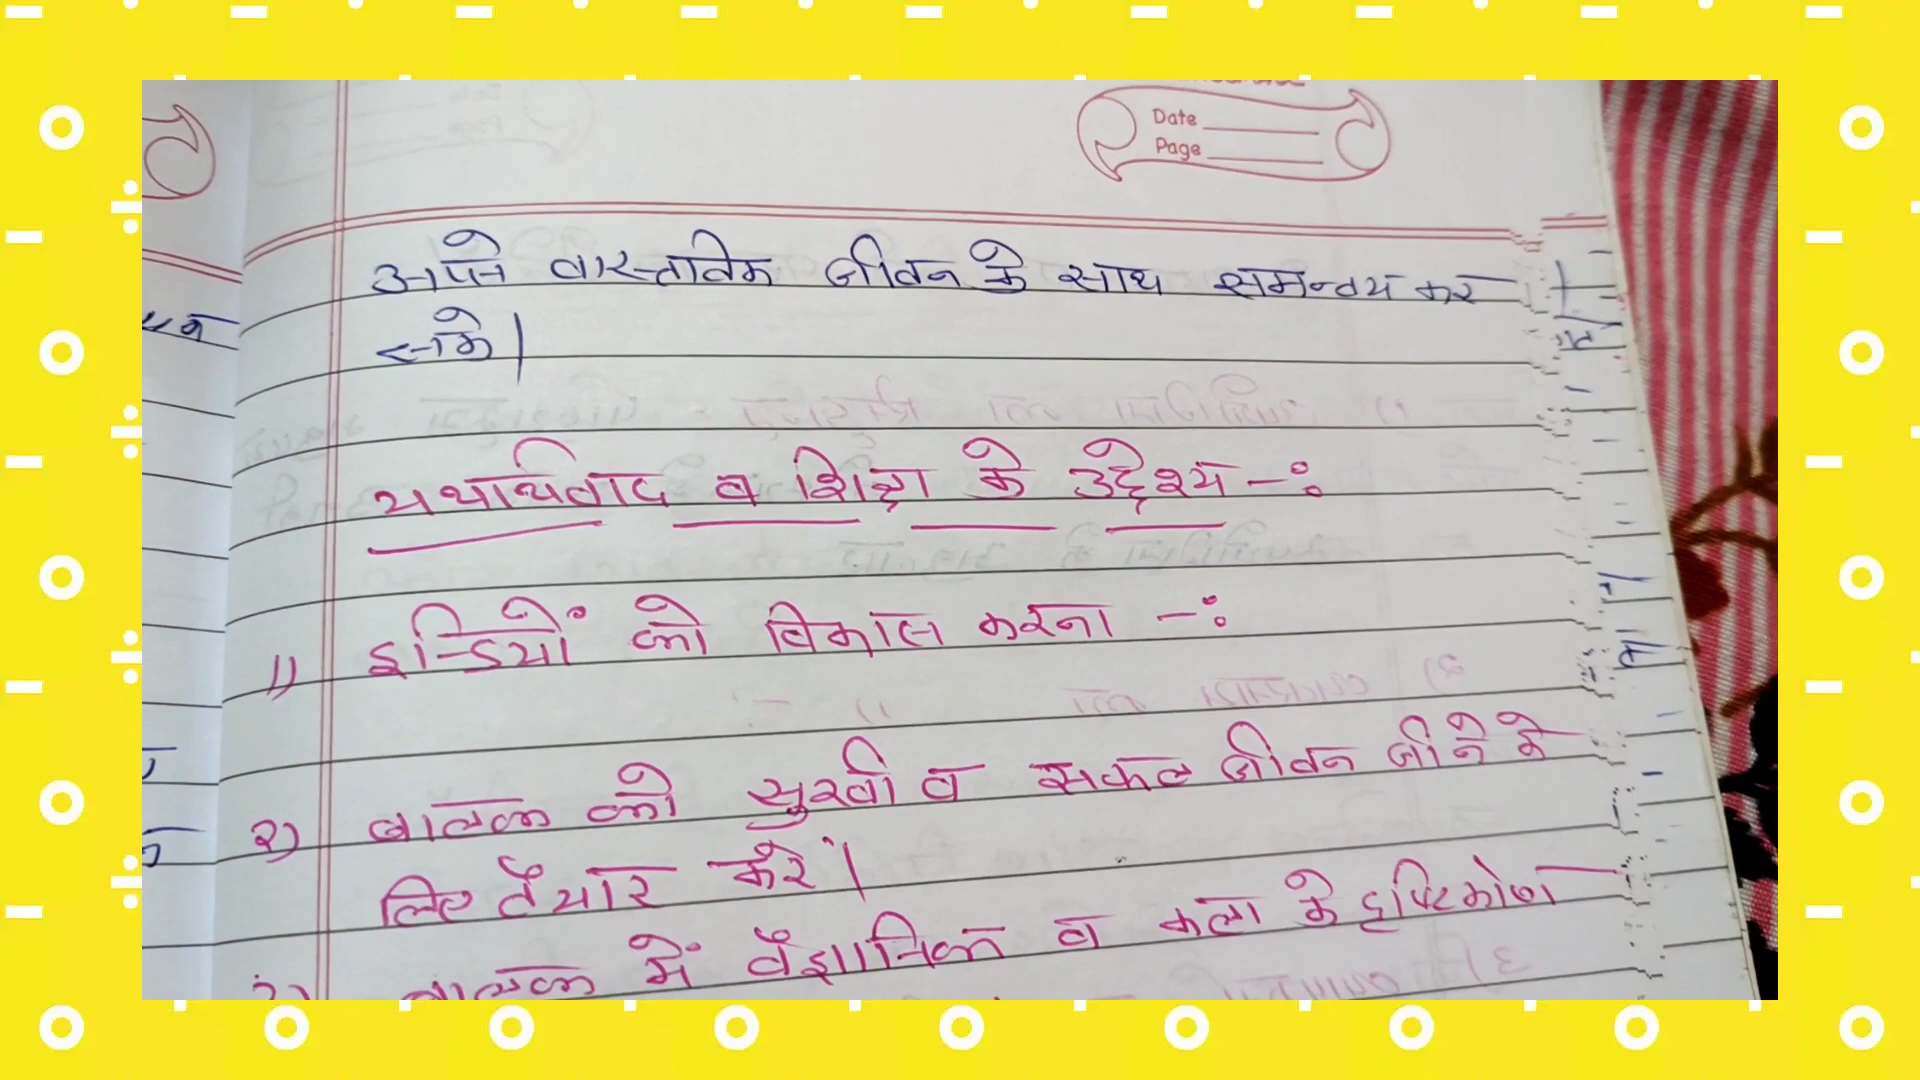 Date
Page
अपने वास्तविक जीवन के साथ समन्वय कर
सके।
यथार्थवाद व शिक्षा के उद्देश्य -:
1) इन्द्रियों को विकास करना -:
2) बालक को सुखी व सफल जीवन जीने के
लिए तैयार करें।
बालक में वैज्ञानिक व कला के दृष्टिकोण